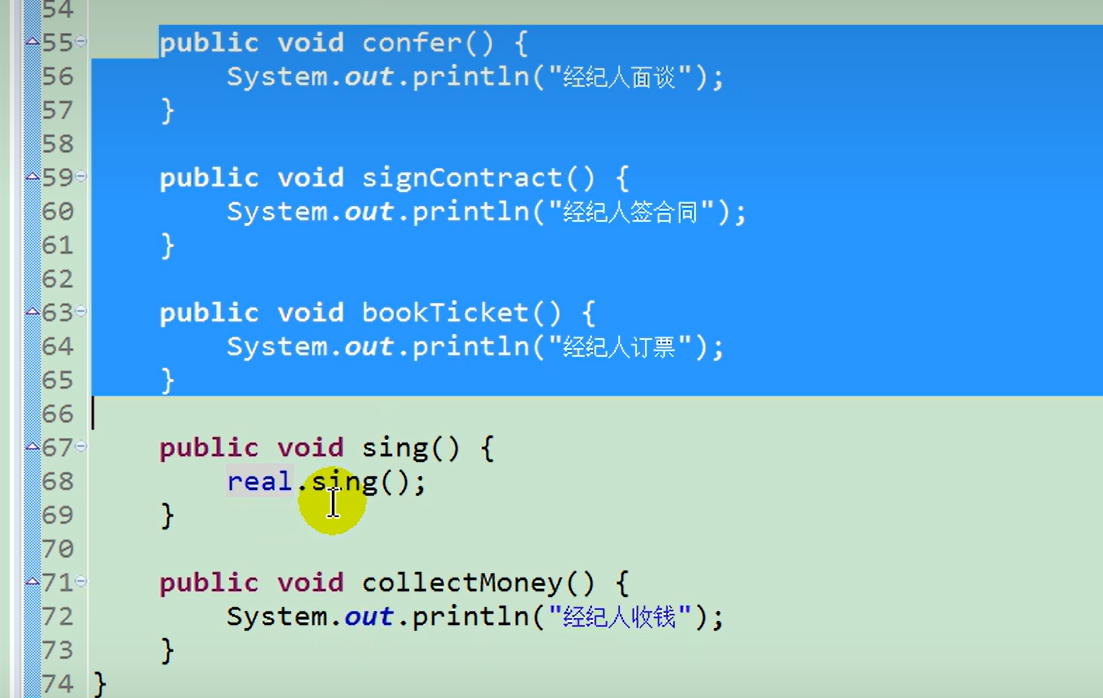 54
55 public void confer() {
56 System.out.println("经纪人面谈");
57 }
58
59 public void signContract() {
60 System.out.println("经纪人签合同");
61 }
62
63 public void bookTicket() {
64 System.out.println("经纪人订票");
65 }
66
67 public void sing() {
68 real.sing();
69 }
70
71 public void collectMoney() {
72 System.out.println("经纪人收钱");
73 }
74 }